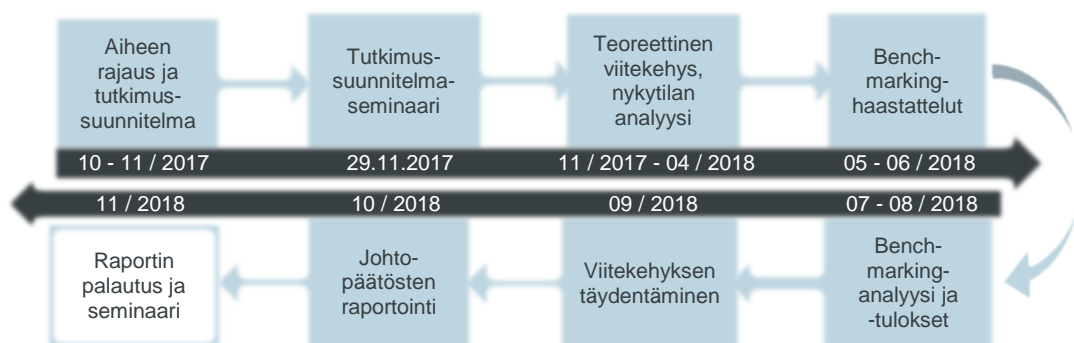 Aiheen
rajaus ja
tutkimus-
suunnitelma
Tutkimus-
suunnitelma-
seminaari
Teoreettinen
viitekehys,
nykytilan
analyysi
Bench-
marking-
haastattelut
10 - 11 / 2017
29.11.2017
11 / 2017 - 04 / 2018
05 - 06 / 2018
11 / 2018
10 / 2018
09 / 2018
07 - 08 / 2018
Raportin
palautus ja
seminaari
Johto-
päätösten
raportointi
Viitekehyksen
täydentäminen
Bench-
marking-
analyysi ja
-tulokset